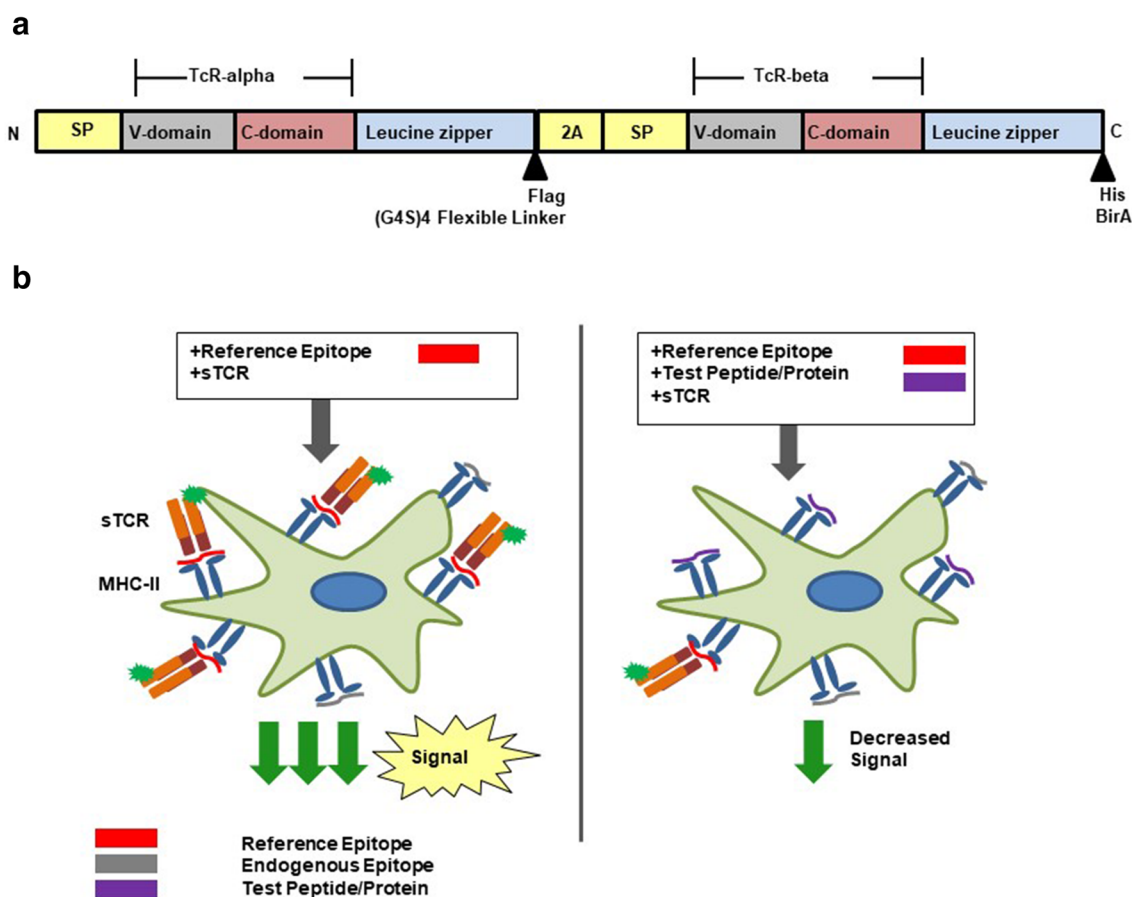 a
TcR-alpha
TcR-beta
N SP V-domain C-domain Leucine zipper 2A SP V-domain C-domain Leucine zipper C
Flag
(G4S)4 Flexible Linker
His
BirA
b
+Reference Epitope
+sTCR
+Reference Epitope
+Test Peptide/Protein
+sTCR
sTCR
MHC-II
Signal
Decreased
Signal
Reference Epitope
Endogenous Epitope
Test Peptide/Protein